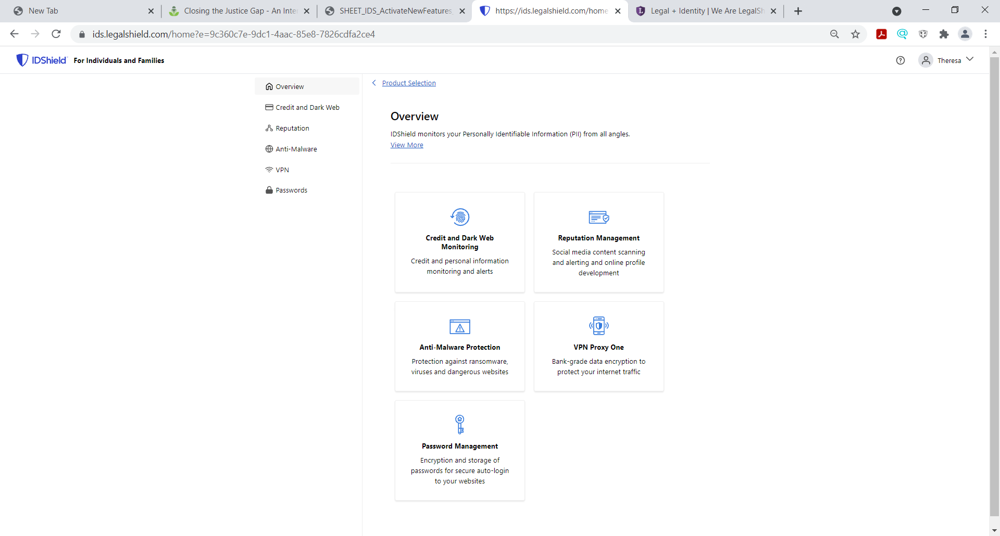 New Tab
Closing the Justice Gap - An Inte
SHEET_IDS_ActivateNewFeatures_
https://ids.legalshield.com/home
Legal + Identity | We Are LegalSh
ids.legalshield.com/home?e=9c360c7e-9dc1-4aac-85e8-7826cdfa2ce4
IDShield
For Individuals and Families
Theresa
Overview
Credit and Dark Web
Reputation
Anti-Malware
VPN
Passwords
Product Selection
Overview
IDShield monitors your Personally Identifiable Information (PII) from all angles.
View More
Credit and Dark Web
Monitoring
Credit and personal information
monitoring and alerts
Reputation Management
Social media content scanning
and alerting and online profile
development
Anti-Malware Protection
Protection against ransomware,
viruses and dangerous websites
VPN Proxy One
Bank-grade data encryption to
protect your internet traffic
Password Management
Encryption and storage of
passwords for secure auto-login
to your websites